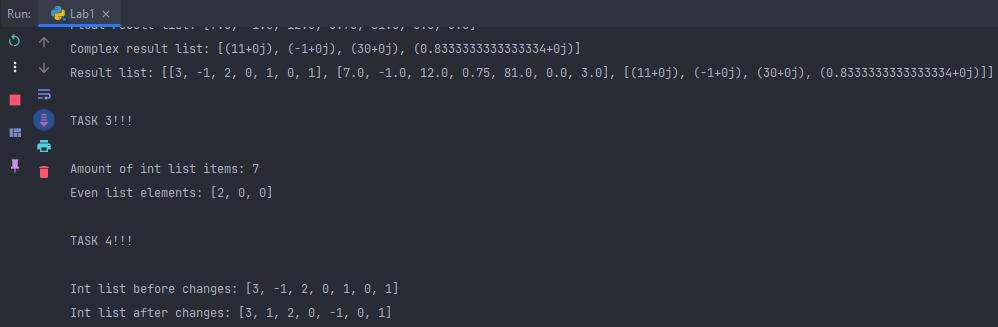 Run:
Lab1
Complex result list: [(11+0j), (-1+0j), (30+0j), (0.8333333333333334+0j)]
Result list: [[3, -1, 2, 0, 1, 0, 1], [7.0, -1.0, 12.0, 0.75, 81.0, 0.0, 3.0], [(11+0j), (-1+0j), (30+0j), (0.8333333333333334+0j)]]
TASK 3!!!
Amount of int list items: 7
Even list elements: [2, 0, 0]
TASK 4!!!
Int list before changes: [3, -1, 2, 0, 1, 0, 1]
Int list after changes: [3, 1, 2, 0, -1, 0, 1]